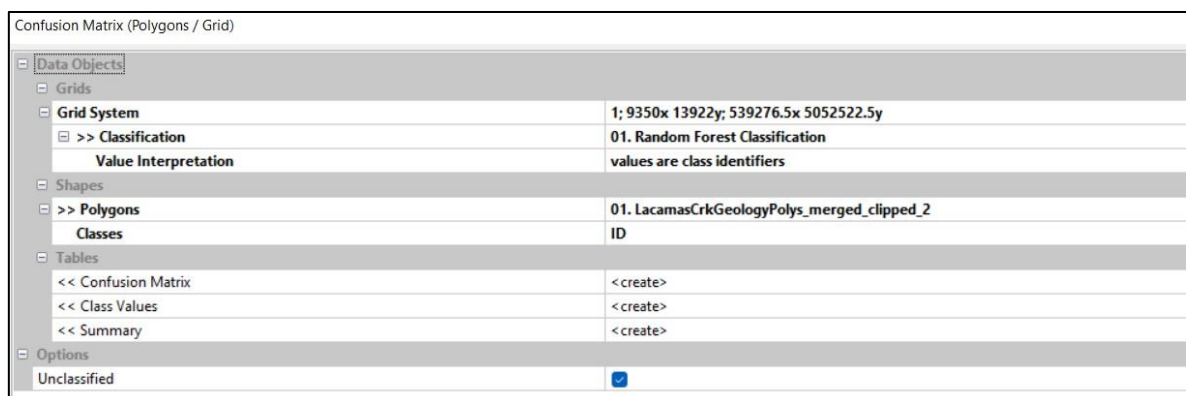 Confusion Matrix (Polygons / Grid)
Data Objects
Grids
Grid System 1; 9350x 13922y; 539276.5x 5052522.5y
>> Classification 01. Random Forest Classification
Value Interpretation values are class identifiers
Shapes
>> Polygons 01. LacamasCrkGeologyPolys_merged_clipped_2
Classes ID
Tables
<< Confusion Matrix <create>
<< Class Values <create>
<< Summary <create>
Options
Unclassified